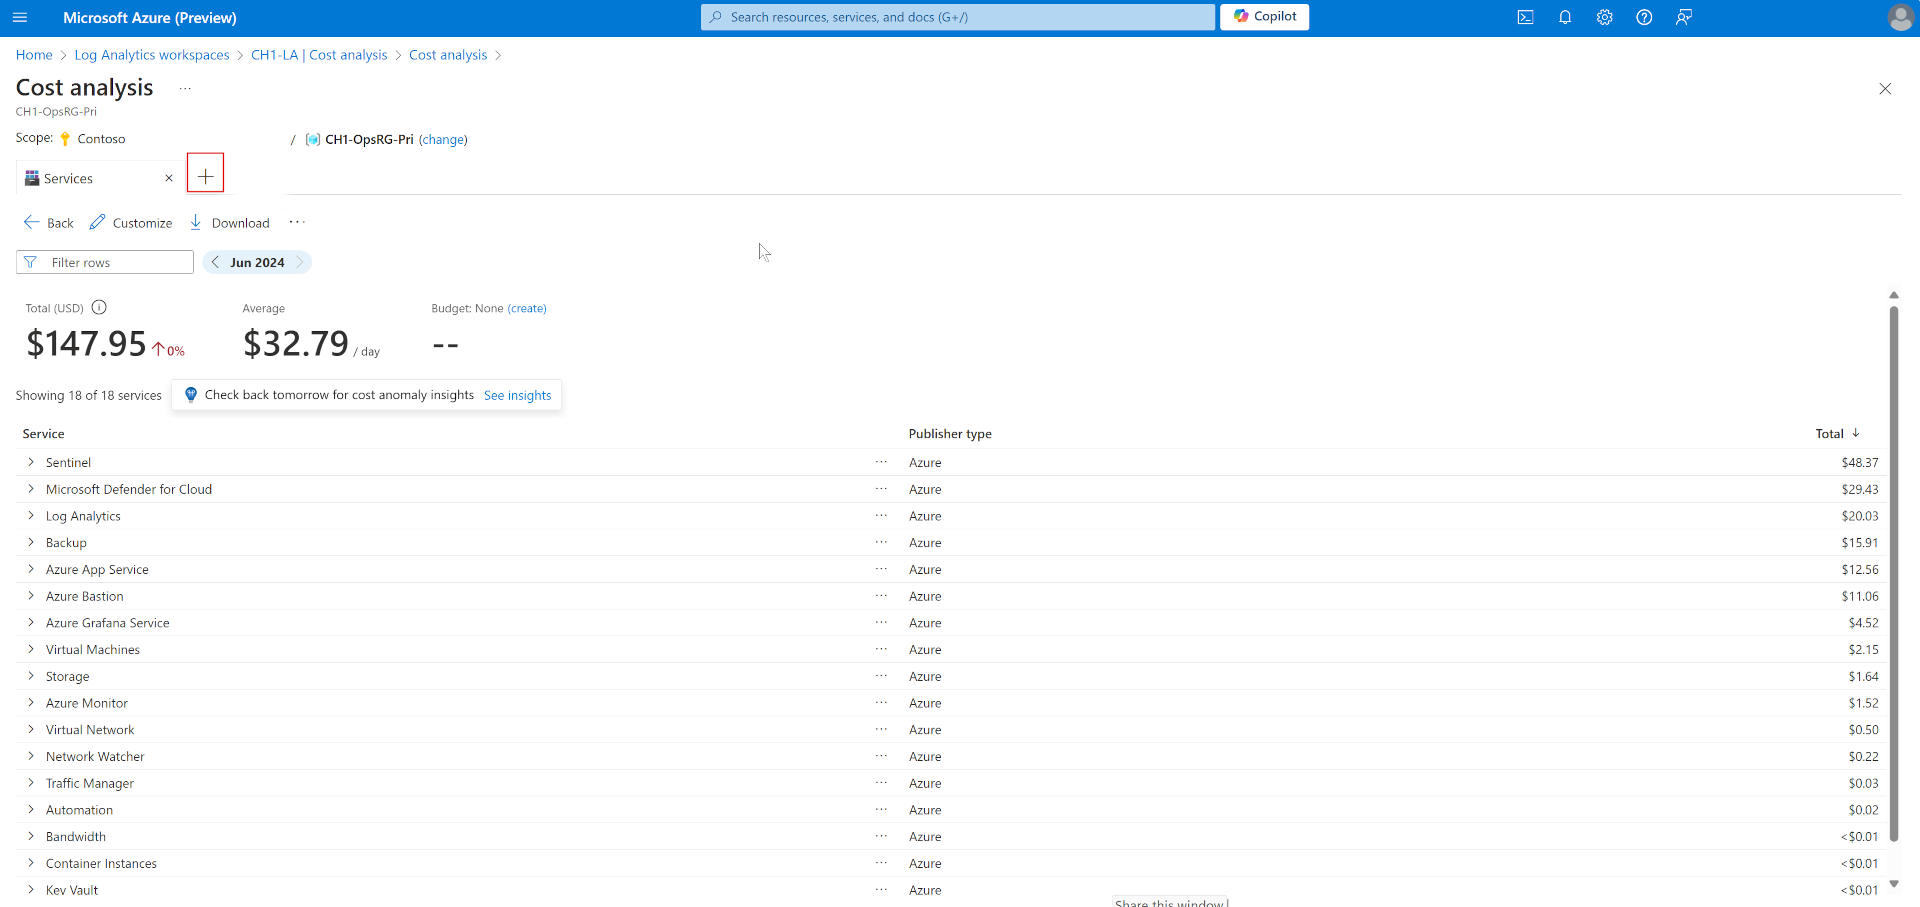 Microsoft Azure (Preview)
Search resources, services, and docs (G+/)
Copilot
Home > Log Analytics workspaces > CH1-LA | Cost analysis > Cost analysis >
Cost analysis ...
CH1-OpsRG-Pri
Scope: Contoso / CH1-OpsRG-Pri (change)
Services × +
Back Customize Download ...
Filter rows < Jun 2024 >
Total (USD) Average Budget: None (create)
$147.95 ↑0% $32.79 / day --
Showing 18 of 18 services Check back tomorrow for cost anomaly insights See insights
Service Publisher type Total ↓
Sentinel ... Azure $48.37
Microsoft Defender for Cloud ... Azure $29.43
Log Analytics ... Azure $20.03
Backup ... Azure $15.91
Azure App Service ... Azure $12.56
Azure Bastion ... Azure $11.06
Azure Grafana Service ... Azure $4.52
Virtual Machines ... Azure $2.15
Storage ... Azure $1.64
Azure Monitor ... Azure $1.52
Virtual Network ... Azure $0.50
Network Watcher ... Azure $0.22
Traffic Manager ... Azure $0.03
Automation ... Azure $0.02
Bandwidth ... Azure <$0.01
Container Instances ... Azure <$0.01
Key Vault ... Azure <$0.01
Share this window